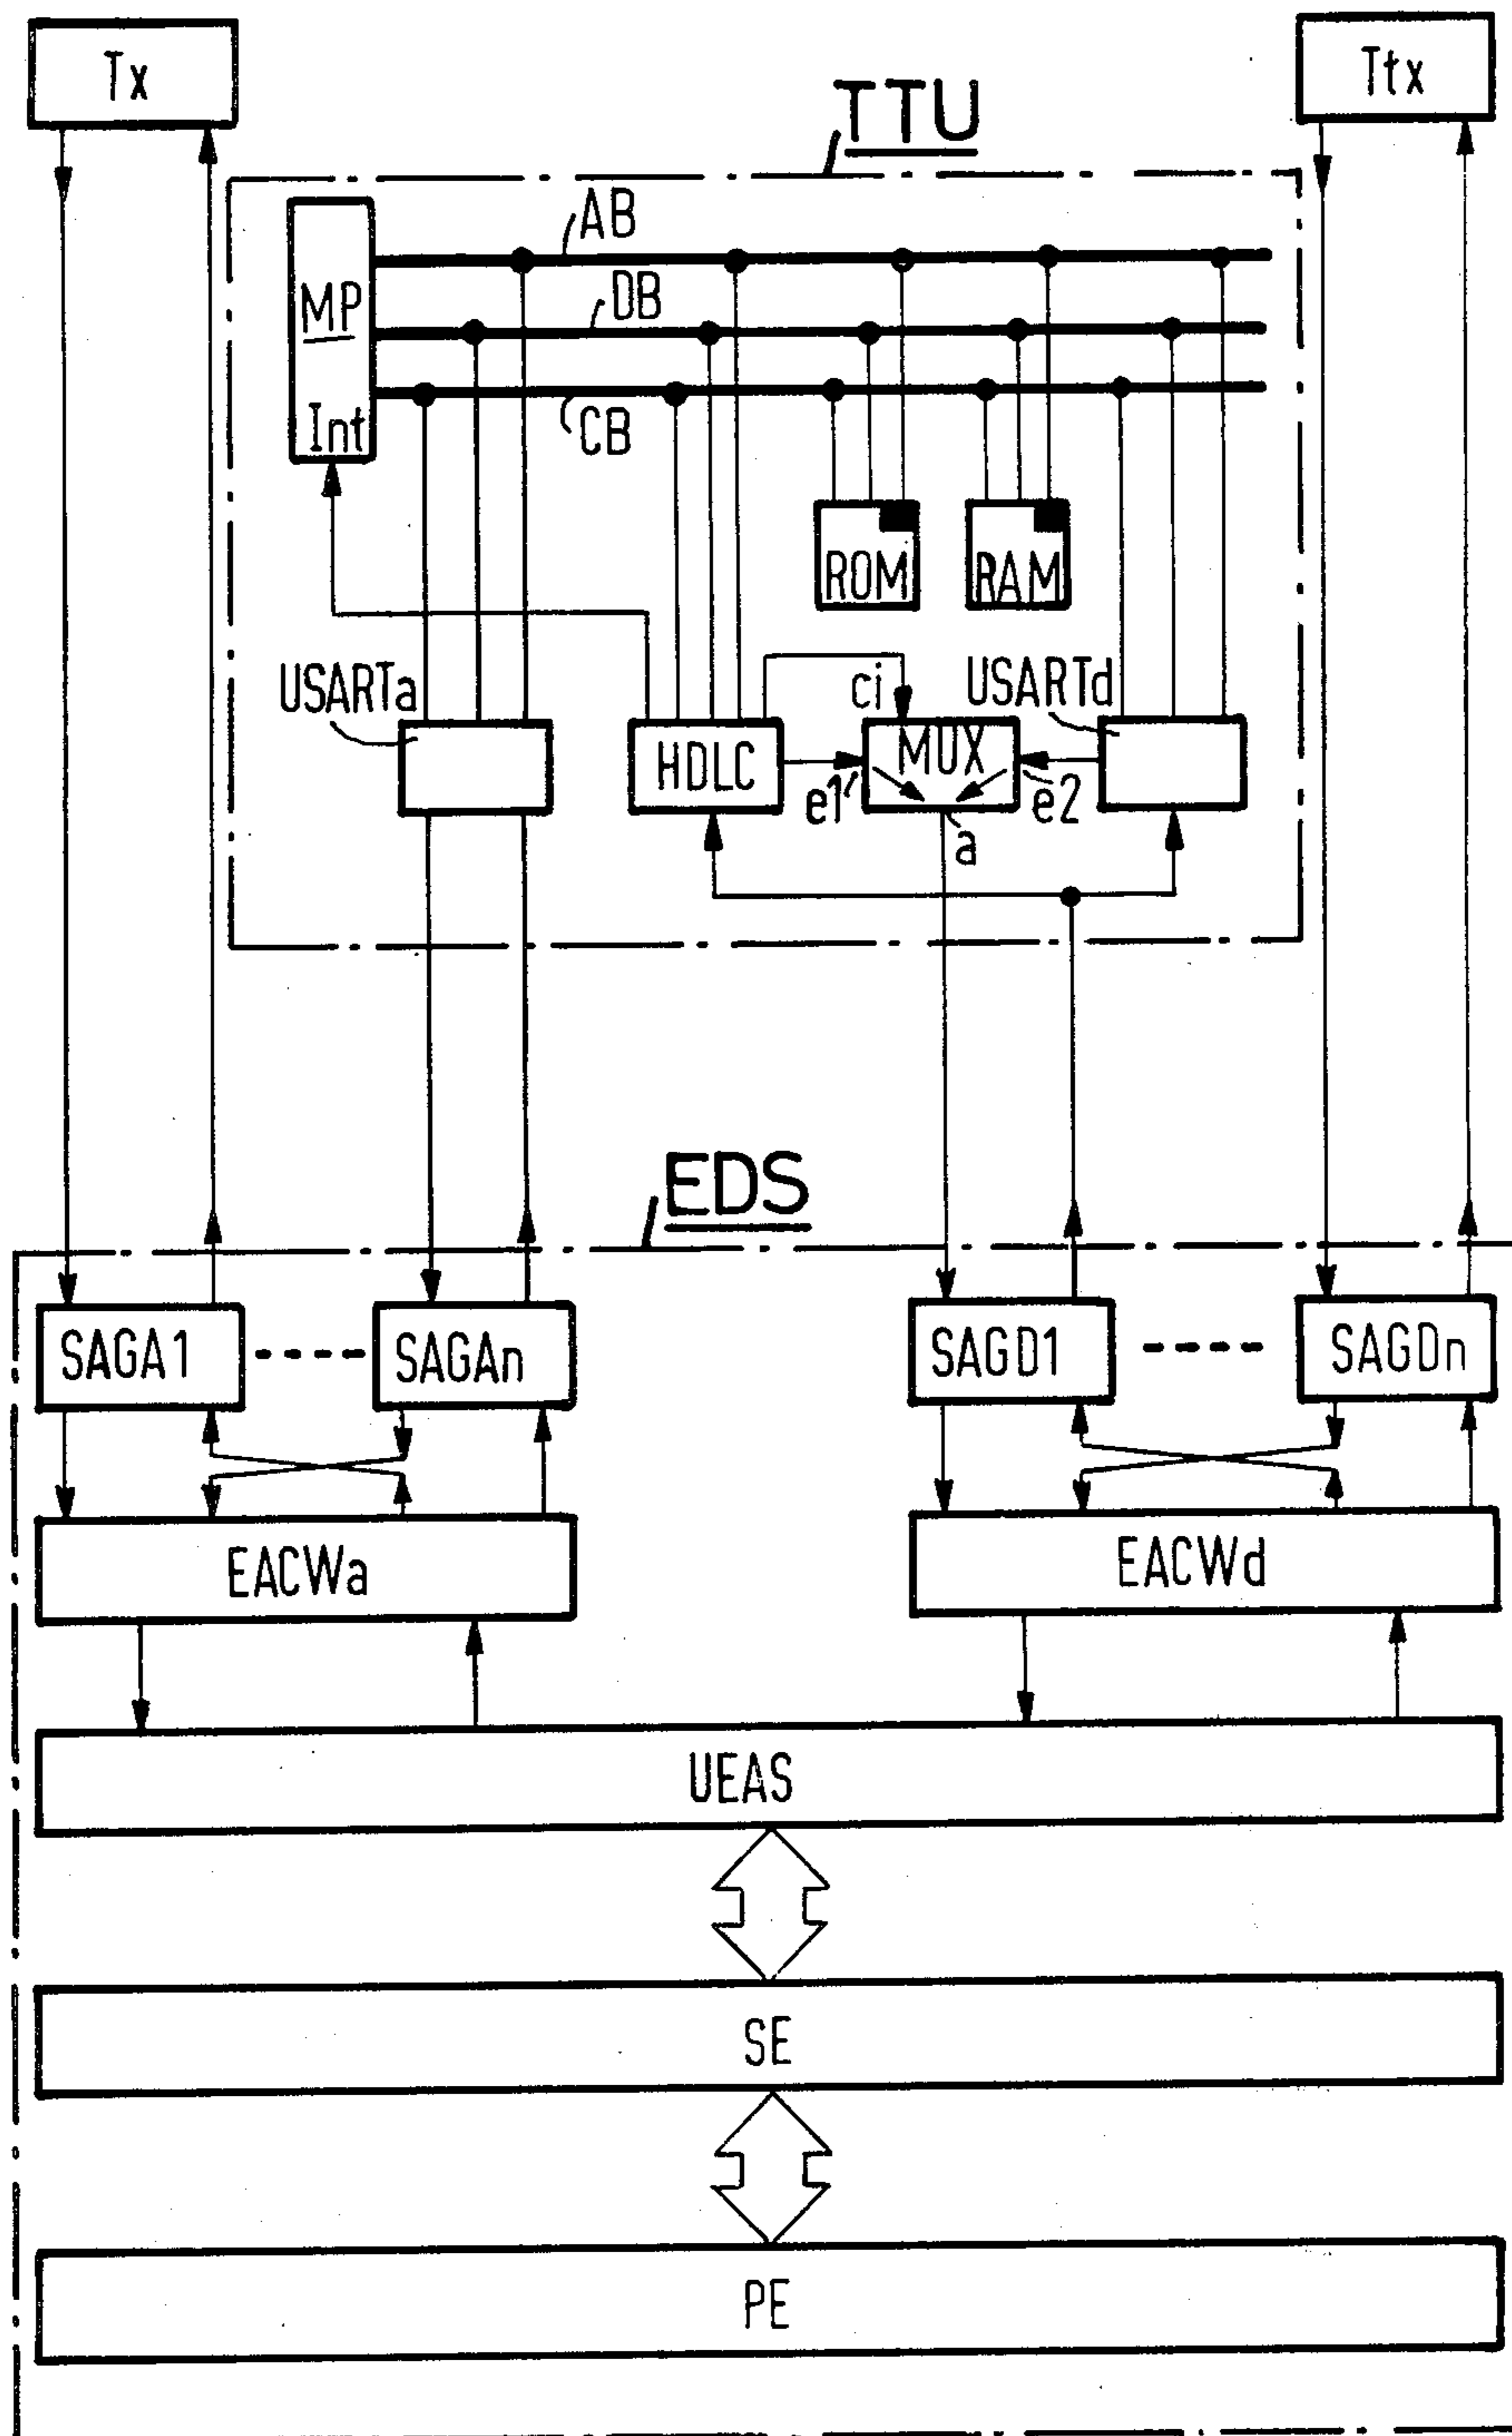 Tx
Ttx
TTU
AB
MP
DB
Int
CB
ROM
RAM
USARTa
ci
USARTd
HDLC
MUX
e1
e2
a
EDS
SAGA1
SAGAn
SAGD1
SAGDn
EACWa
EACWd
UEAS
SE
PE